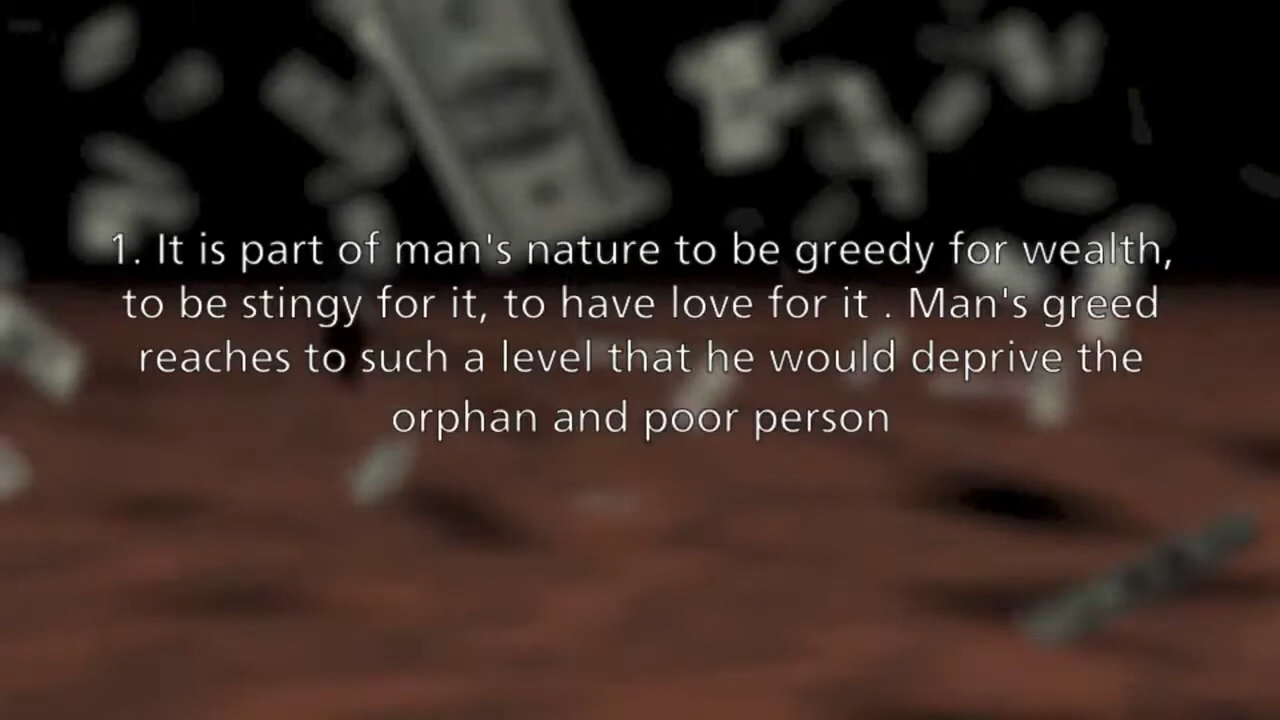 1. It is part of man's nature to be greedy for wealth,
to be stingy for it, to have love for it . Man's greed
reaches to such a level that he would deprive the
orphan and poor person